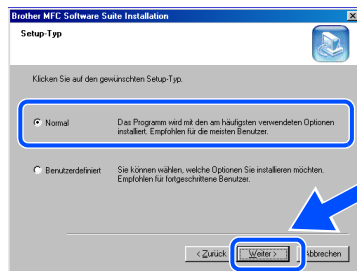 Brother MFC Software Suite Installation
Setup-Typ
Klicken Sie auf den gewünschten Setup-Typ.
Normal
Das Programm wird mit den am häufigsten verwendeten Optionen
installiert. Empfohlen für die meisten Benutzer.
Benutzerdefiniert
Sie können wählen, welche Optionen Sie installieren möchten.
Empfohlen für fortgeschrittene Benutzer.
< Zurück
Weiter >
Abbrechen